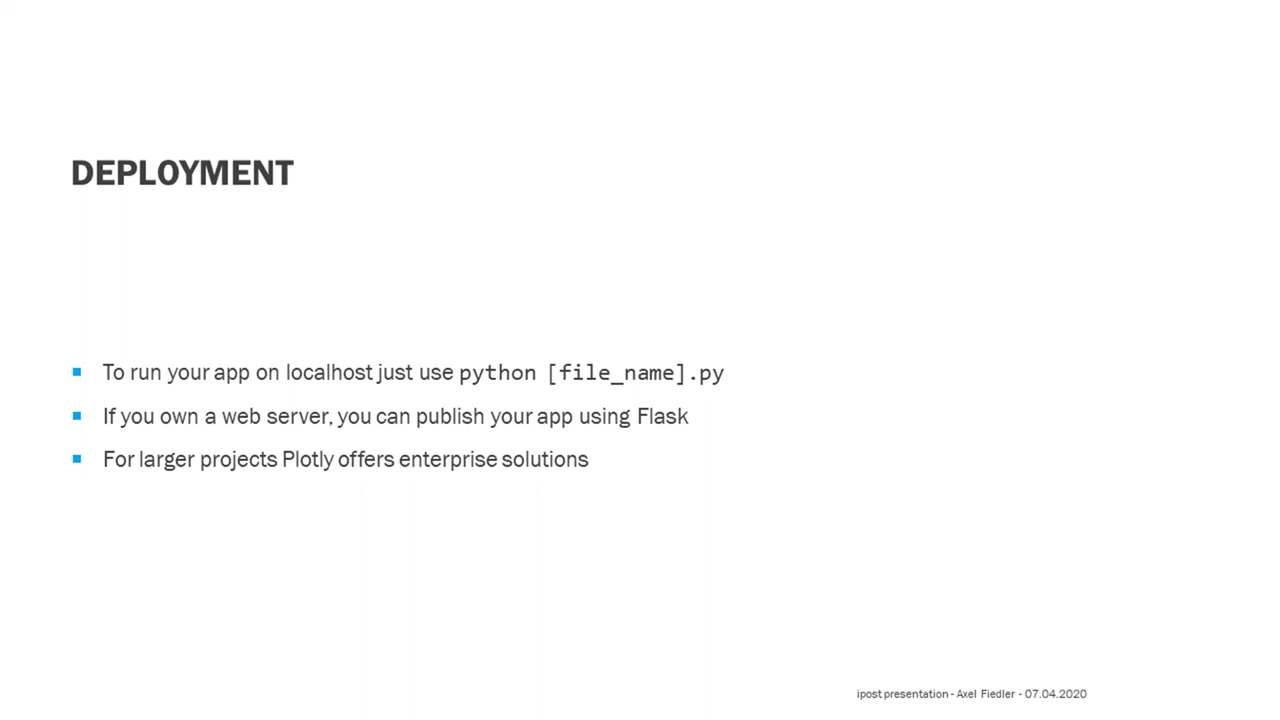 DEPLOYMENT
To run your app on localhost just use python [file_name].py
If you own a web server, you can publish your app using Flask
For larger projects Plotly offers enterprise solutions
ipost presentation - Axel Fiedler - 07.04.2020